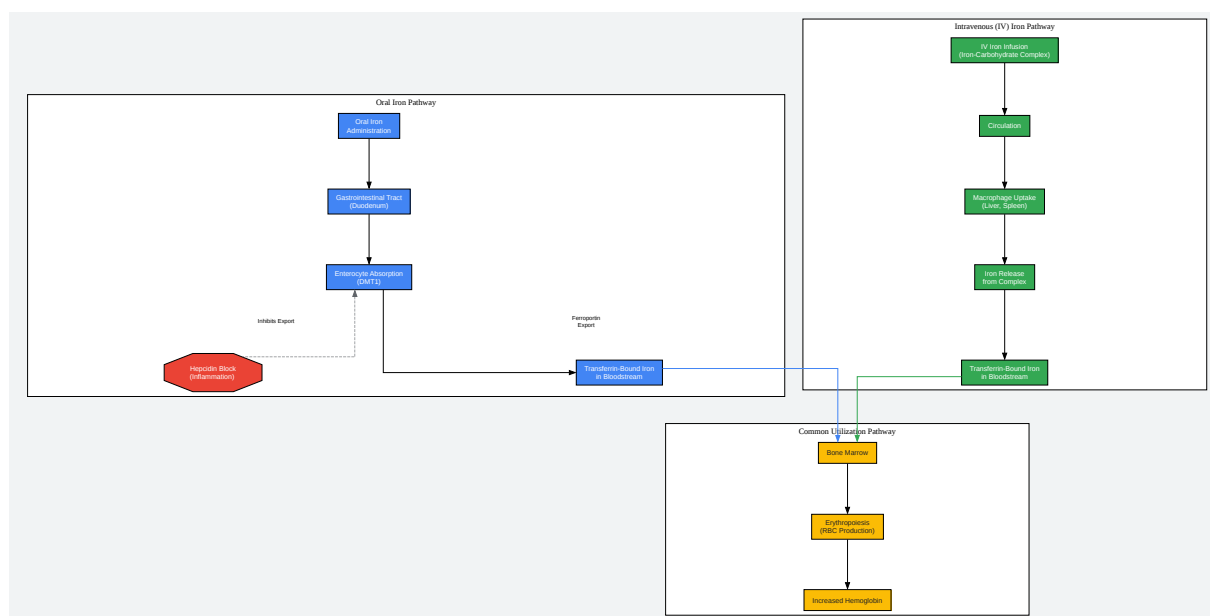 Oral Iron Pathway
Oral Iron
Administration
Gastrointestinal Tract
(Duodenum)
Enterocyte Absorption
(DMT1)
Inhibits Export
Ferroportin
Export
Hepcidin Block
(Inflammation)
Transferrin-Bound Iron
in Bloodstream
Intravenous (IV) Iron Pathway
IV Iron Infusion
(Iron-Carbohydrate Complex)
Circulation
Macrophage Uptake
(Liver, Spleen)
Iron Release
from Complex
Transferrin-Bound Iron
in Bloodstream
Common Utilization Pathway
Bone Marrow
Erythropoiesis
(RBC Production)
Increased Hemoglobin